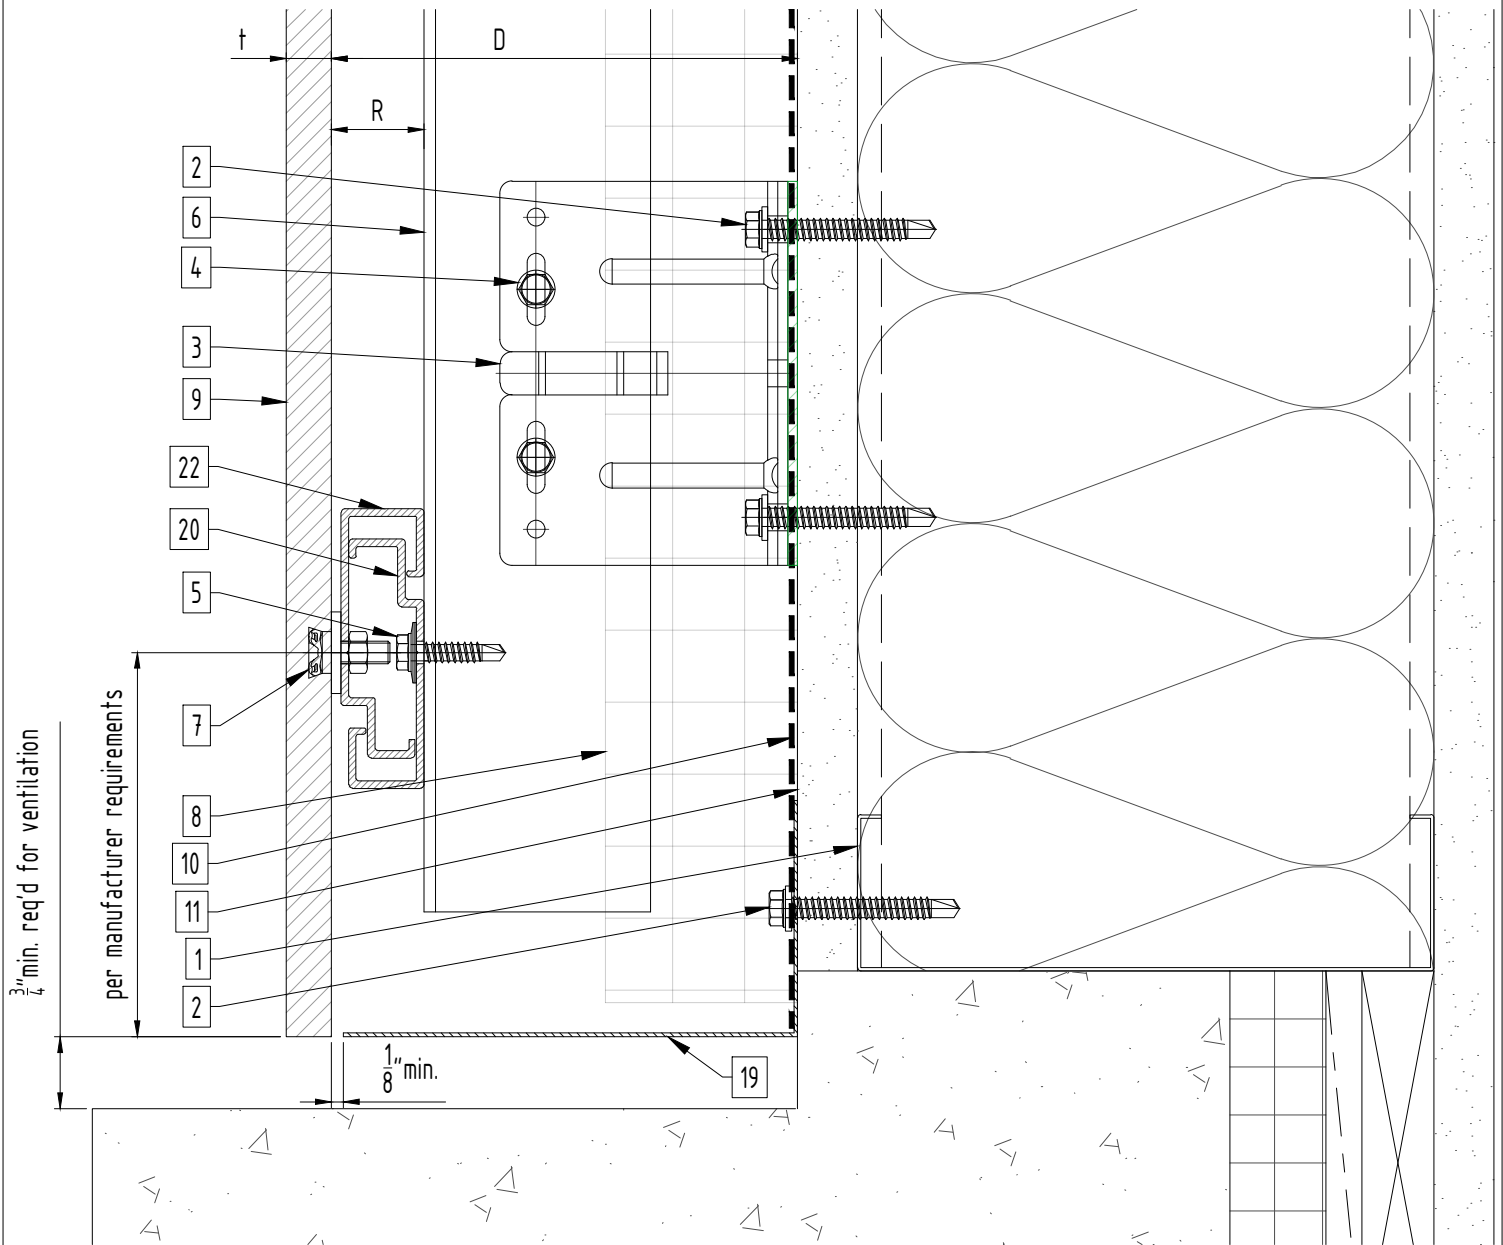 t
D
R
2
6
4
3
9
22
20
5
7
8
10
11
1
2
19
1/8" min.
per manufacturer requirements
3/4" min. req'd for ventilation